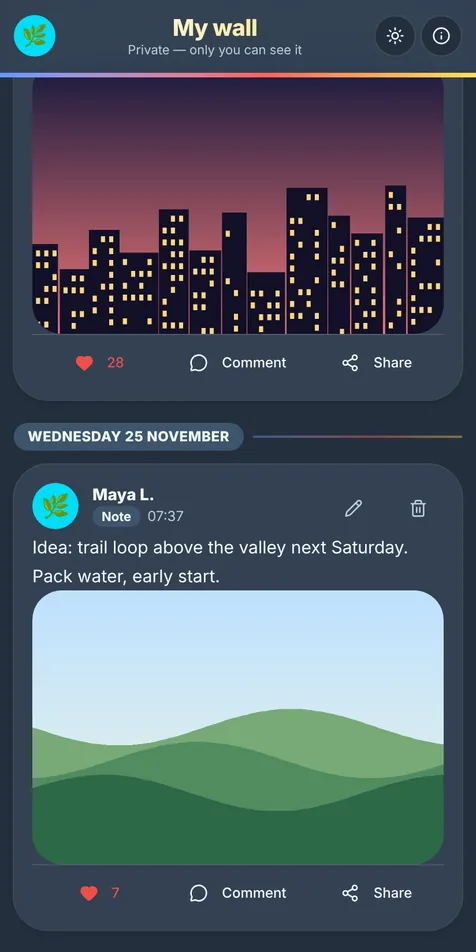 My wall
Private — only you can see it
28
Comment
Share
WEDNESDAY 25 NOVEMBER
Maya L.
Note 07:37
Idea: trail loop above the valley next Saturday.
Pack water, early start.
7
Comment
Share